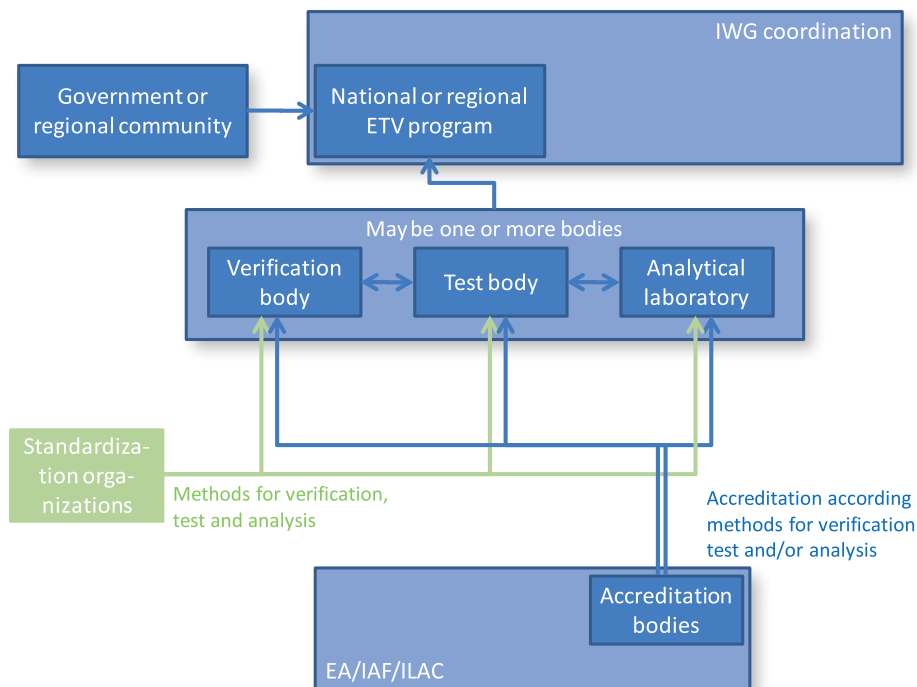 IWG coordination
Government or
regional community
National or regional
ETV program
May be one or more bodies
Verification
body
Test body
Analytical
laboratory
Standardiza-
tion orga-
nizations
Methods for verification,
test and analysis
Accreditation according
methods for verification
test and/or analysis
Accreditation
bodies
EA/IAF/ILAC